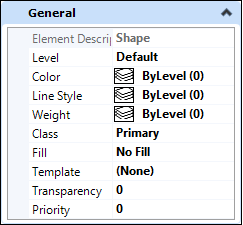 General
Element Descrip Shape
Level Default
Color ByLevel (0)
Line Style ByLevel (0)
Weight ByLevel (0)
Class Primary
Fill No Fill
Template (None)
Transparency 0
Priority 0